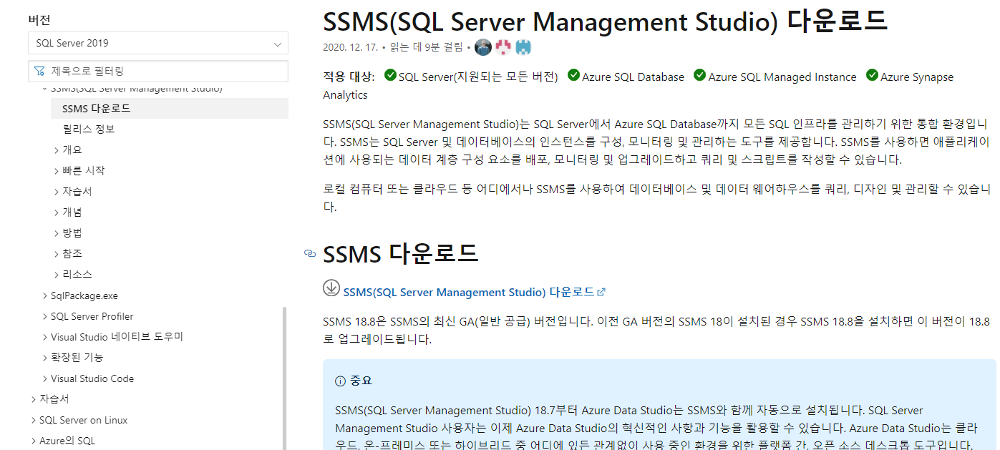 버전
SQL Server 2019
제목으로 필터링
SSMS(SQL Server Management Studio)
SSMS 다운로드
릴리스 정보
개요
빠른 시작
자습서
개념
방법
참조
리소스
SqlPackage.exe
SQL Server Profiler
Visual Studio 네이티브 도우미
확장된 기능
Visual Studio Code
자습서
SQL Server on Linux
Azure의 SQL
SSMS(SQL Server Management Studio) 다운로드
2020. 12. 17. • 읽는 데 9분 걸림 •
적용 대상: SQL Server(지원되는 모든 버전) Azure SQL Database Azure SQL Managed Instance Azure Synapse
Analytics
SSMS(SQL Server Management Studio)는 SQL Server에서 Azure SQL Database까지 모든 SQL 인프라를 관리하기 위한 통합 환경입니
다. SSMS는 SQL Server 및 데이터베이스의 인스턴스를 구성, 모니터링 및 관리하는 도구를 제공합니다. SSMS를 사용하면 애플리케이
션에 사용되는 데이터 계층 구성 요소를 배포, 모니터링 및 업그레이드하고 쿼리 및 스크립트를 작성할 수 있습니다.
로컬 컴퓨터 또는 클라우드 등 어디에서나 SSMS를 사용하여 데이터베이스 및 데이터 웨어하우스를 쿼리, 디자인 및 관리할 수 있습니
다.
SSMS 다운로드
SSMS(SQL Server Management Studio) 다운로드
SSMS 18.8은 SSMS의 최신 GA(일반 공급) 버전입니다. 이전 GA 버전의 SSMS 18이 설치된 경우 SSMS 18.8을 설치하면 이 버전이 18.8
로 업그레이드됩니다.
중요
SSMS(SQL Server Management Studio) 18.7부터 Azure Data Studio는 SSMS와 함께 자동으로 설치됩니다. SQL Server
Management Studio 사용자는 이제 Azure Data Studio의 혁신적인 사항과 기능을 활용할 수 있습니다. Azure Data Studio는 클라
우드, 온-프레미스 또는 하이브리드 중 어디에 있든 관계없이 사용 중인 환경을 위한 플랫폼 간, 오픈 소스 데스크톱 도구입니다.